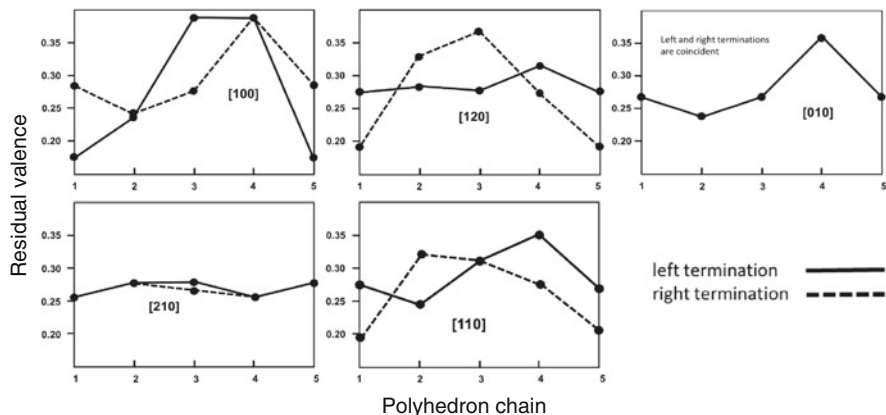 Residual valence
0.35
0.30
0.25
0.20
[100]
1 2 3 4 5
0.35
0.30
0.25
0.20
[120]
1 2 3 4 5
Left and right terminations
are coincident
0.35
0.30
0.25
0.20
[010]
1 2 3 4 5
0.35
0.30
0.25
0.20
[210]
1 2 3 4 5
0.35
0.30
0.25
0.20
[110]
1 2 3 4 5
left termination
right termination
Polyhedron chain